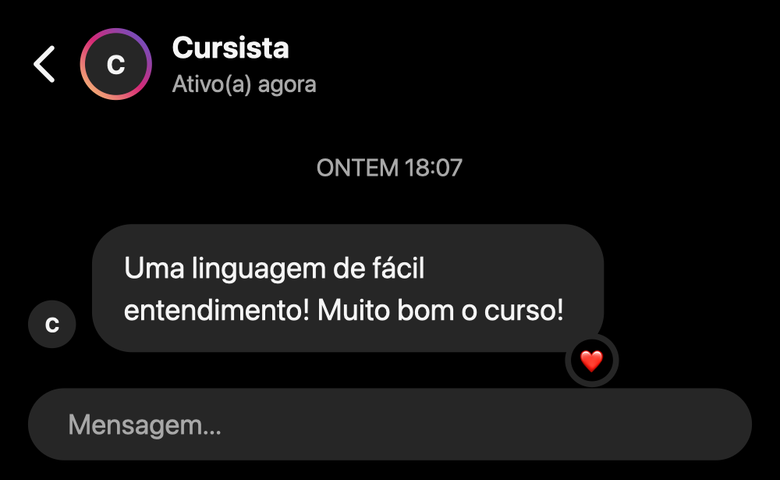 C
Cursista
Ativo(a) agora
ONTEM 18:07
Uma linguagem de fácil
entendimento! Muito bom o curso!
C
Mensagem...